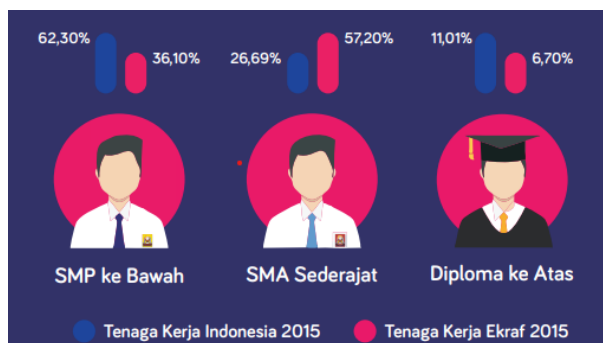 62,30%
36,10%
26,69%
57,20%
11,01%
6,70%
SMP ke Bawah
SMA Sederajat
Diploma ke Atas
Tenaga Kerja Indonesia 2015
Tenaga Kerja Ekraf 2015